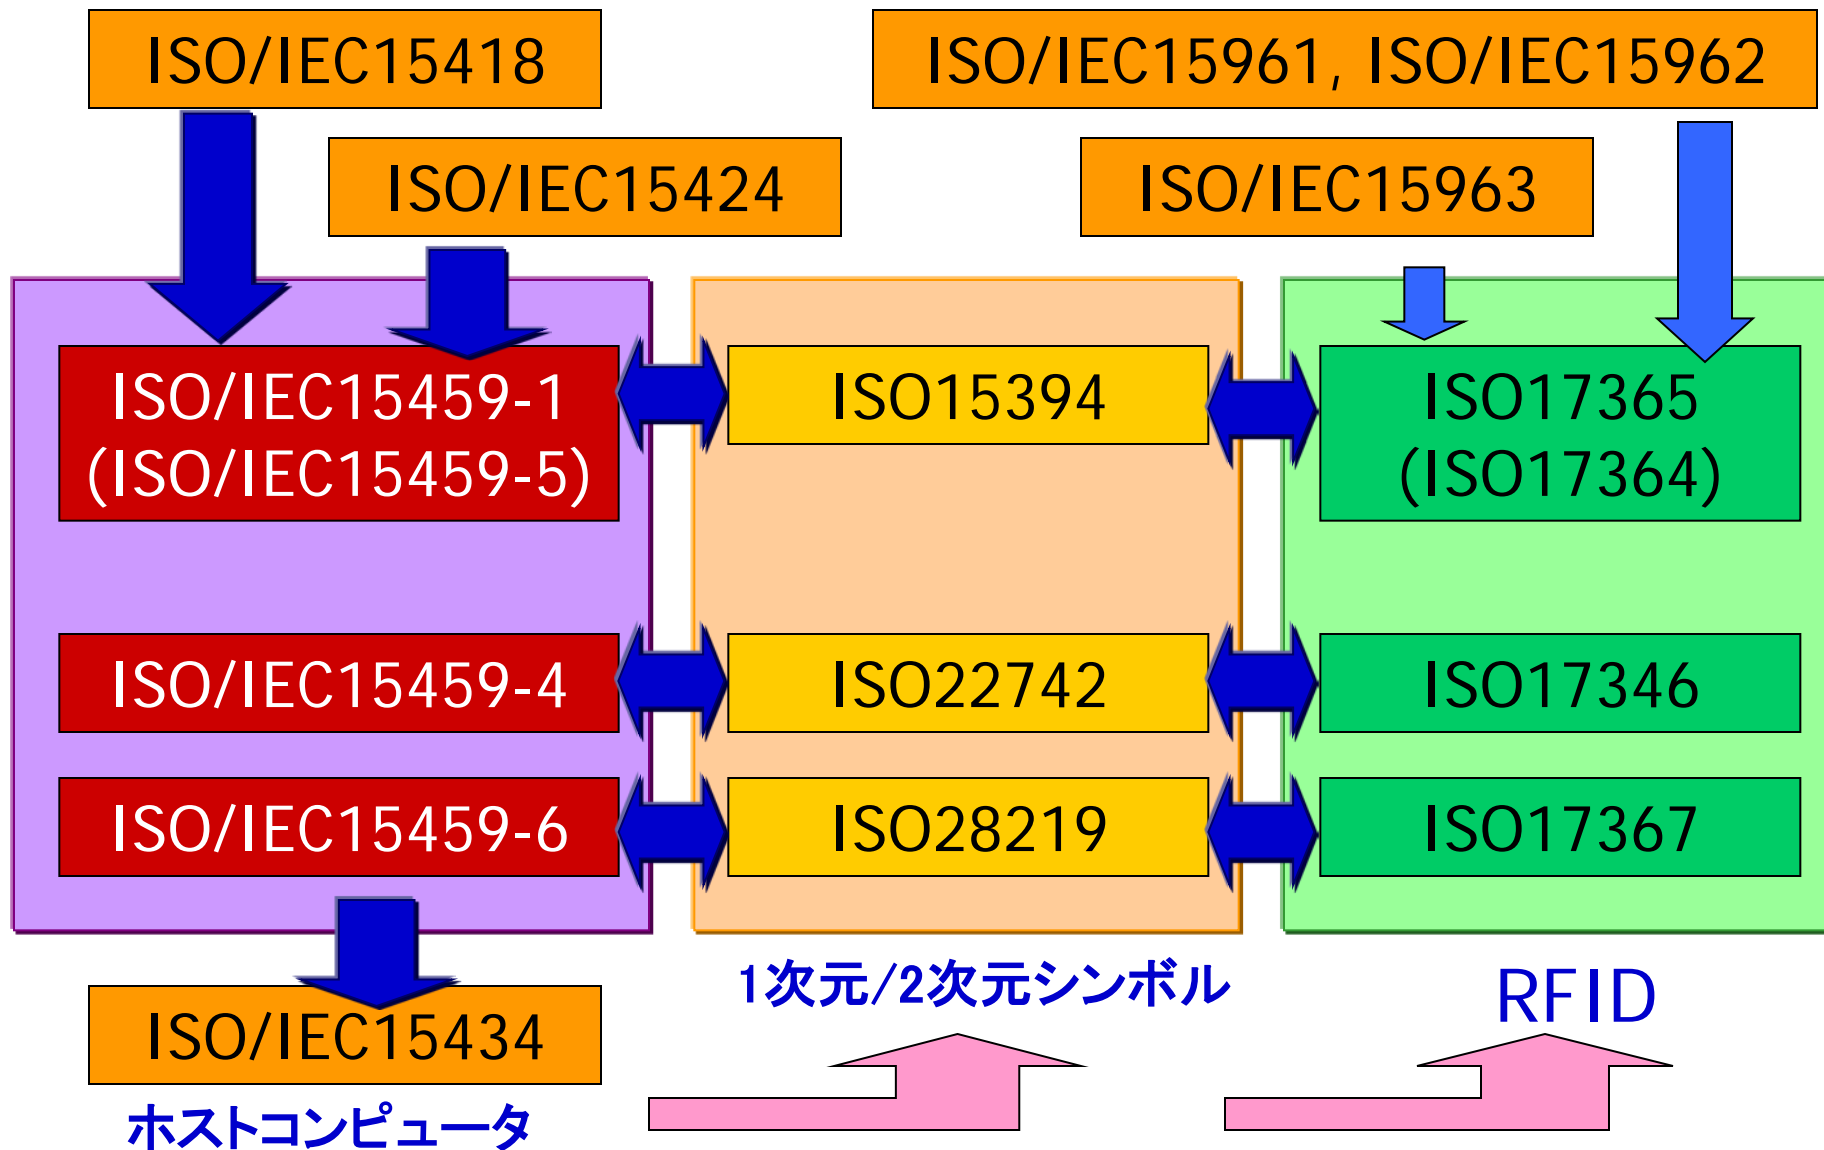 ISO/IEC15418
ISO/IEC15961, ISO/IEC15962
ISO/IEC15424
ISO/IEC15963
ISO/IEC15459-1
(ISO/IEC15459-5)
ISO15394
ISO17365
(ISO17364)
ISO/IEC15459-4
ISO22742
ISO17346
ISO/IEC15459-6
ISO28219
ISO17367
1次元/2次元シンボル
RFID
ISO/IEC15434
ホストコンピュータ